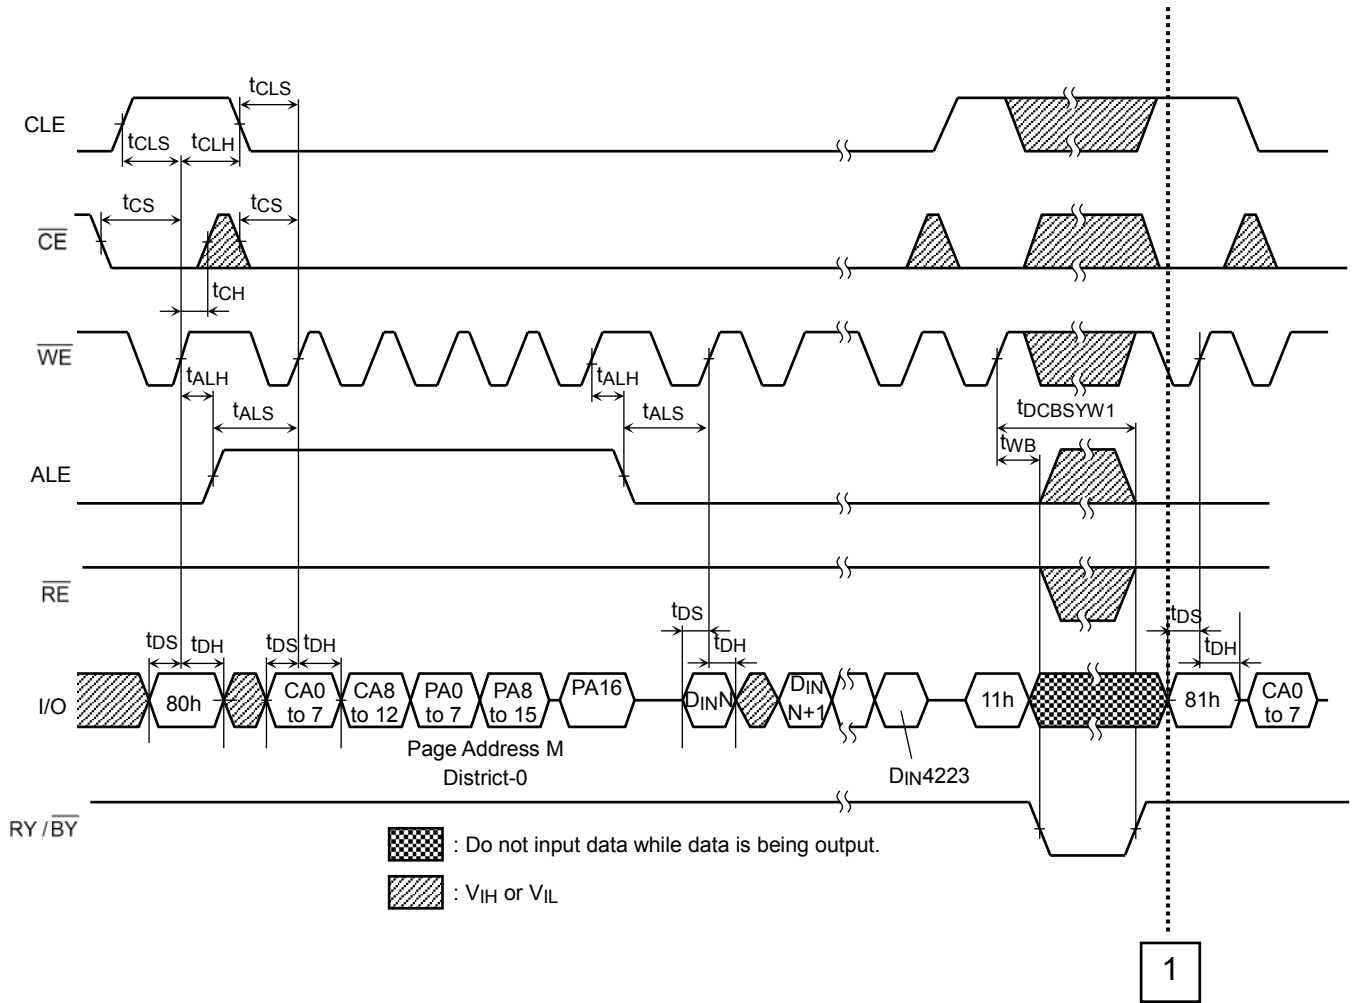 CLE
tCLS
tCLS
tCLH
CE
tCS
tCS
tCH
WE
tALH
tALS
tALH
tALS
tDCBSYW1
tWB
ALE
RE
tDS
tDH
tDS
tDH
tDS
tDH
tDS
tDH
I/O
80h
CA0
to 7
CA8
to 12
PA0
to 7
PA8
to 15
PA16
DINN
DIN
N+1
11h
81h
CA0
to 7
Page Address M
District-0
DIN4223
RY / BY
: Do not input data while data is being output.
: VIH or VIL
1